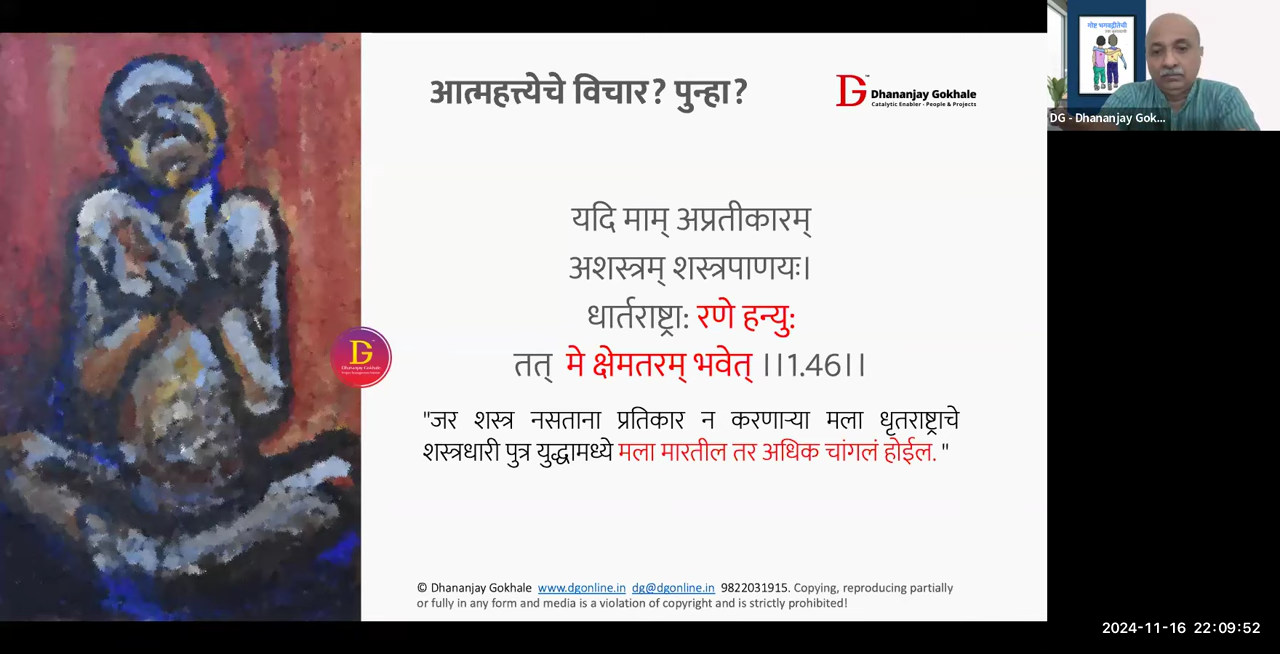 आत्महत्त्येचे विचार? पुन्हा?
Dhananjay Gokhale
Catalytic Enabler - People & Projects
यदि माम् अप्रतीकारम्
अशस्त्रम् शस्त्रपाणयः।
धार्तराष्ट्रा: रणे हन्यु:
तत् मे क्षेमतरम् भवेत् ।।1.46।।
"जर शस्त्र नसताना प्रतिकार न करणाऱ्या मला धृतराष्ट्राचे
शस्त्रधारी पुत्र युद्धामध्ये मला मारतील तर अधिक चांगलं होईल. "
© Dhananjay Gokhale www.dgonline.in dg@dgonline.in 9822031915. Copying, reproducing partially
or fully in any form and media is a violation of copyright and is strictly prohibited!
Dhananjay Gokhale
गोष्ट भगवद्गीतेची
DG - Dhananjay Gok...
2024-11-16 22:09:52